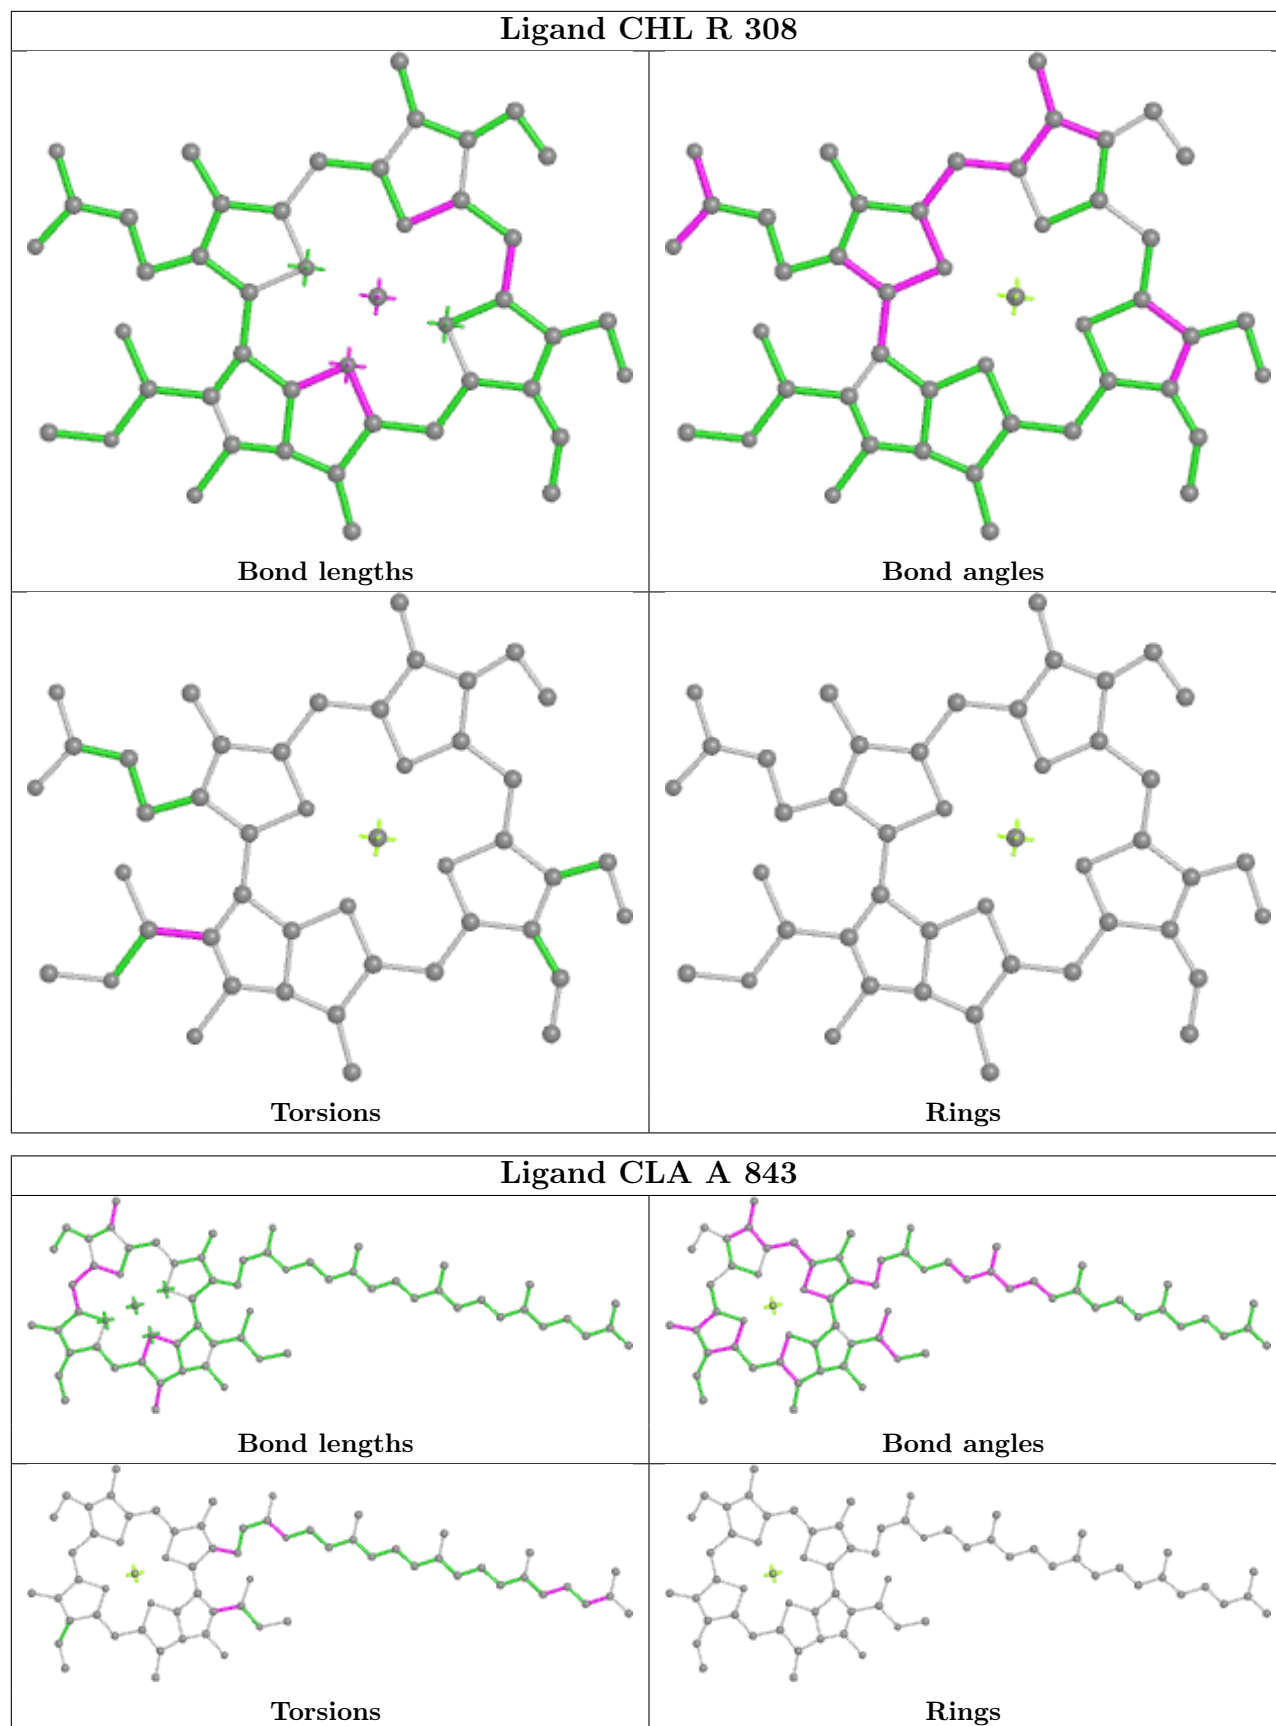 Ligand CHL R 308
Bond lengths
Bond angles
Torsions
Rings
Ligand CLA A 843
Bond lengths
Bond angles
Torsions
Rings